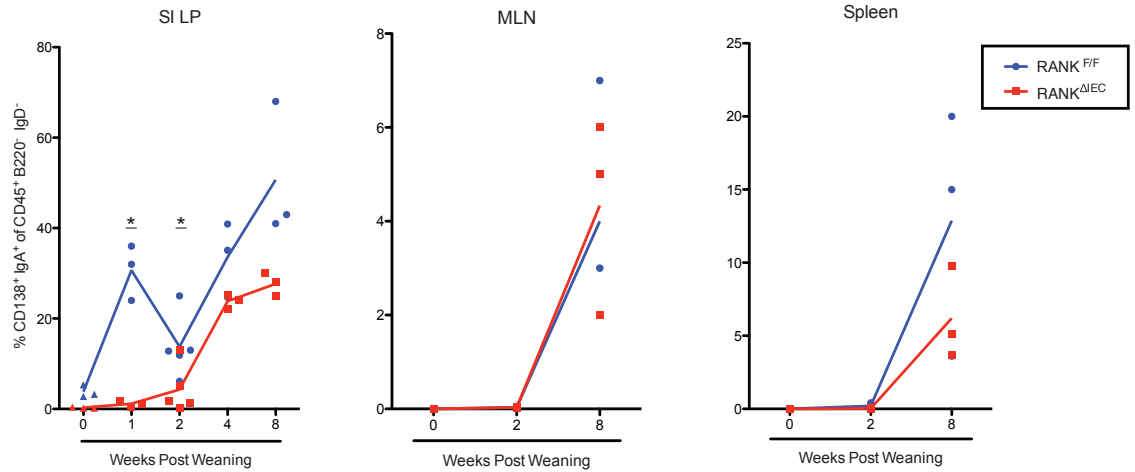 SI LP
MLN
Spleen
% CD138⁺ IgA⁺ of CD45⁺ B220⁻ IgD⁻
80
60
40
20
0
* *
0 1 2 4 8
Weeks Post Weaning
8
6
4
2
0
0 2 8
Weeks Post Weaning
25
20
15
10
5
0
0 2 8
Weeks Post Weaning
RANK F/F
RANK ΔIEC